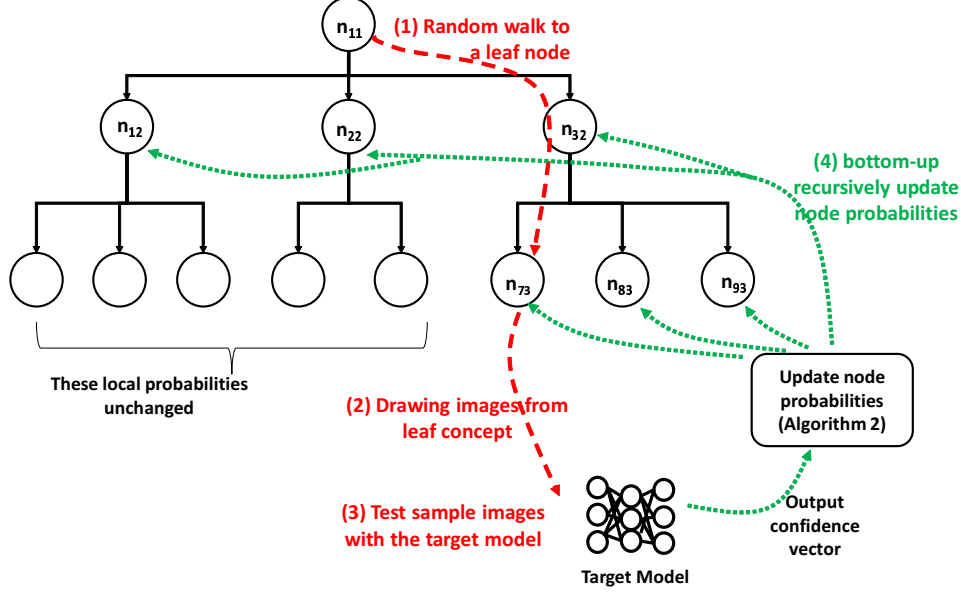 n11
(1) Random walk to
a leaf node
n12
n22
n32
(4) bottom-up
recursively update
node probabilities
n73
n83
n93
These local probabilities
unchanged
(2) Drawing images from
leaf concept
Update node
probabilities
(Algorithm 2)
(3) Test sample images
with the target model
Output
confidence
vector
Target Model